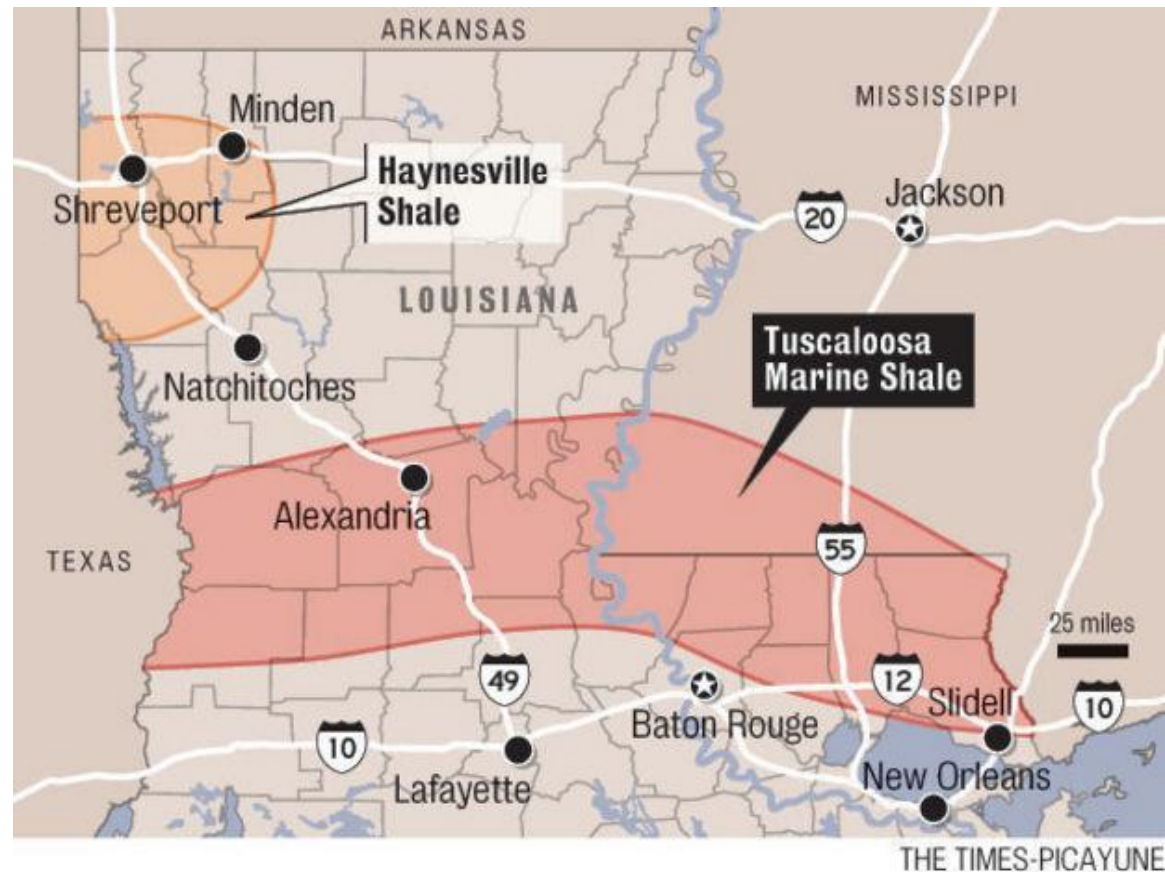 ARKANSAS
MISSISSIPPI
Minden
Haynesville
Shale
Shreveport
20
Jackson
LOUISIANA
Tuscaloosa
Marine Shale
Natchitoches
Alexandria
TEXAS
55
25 miles
49
12
Slidell
10
Baton Rouge
10
Lafayette
New Orleans
THE TIMES-PICAYUNE